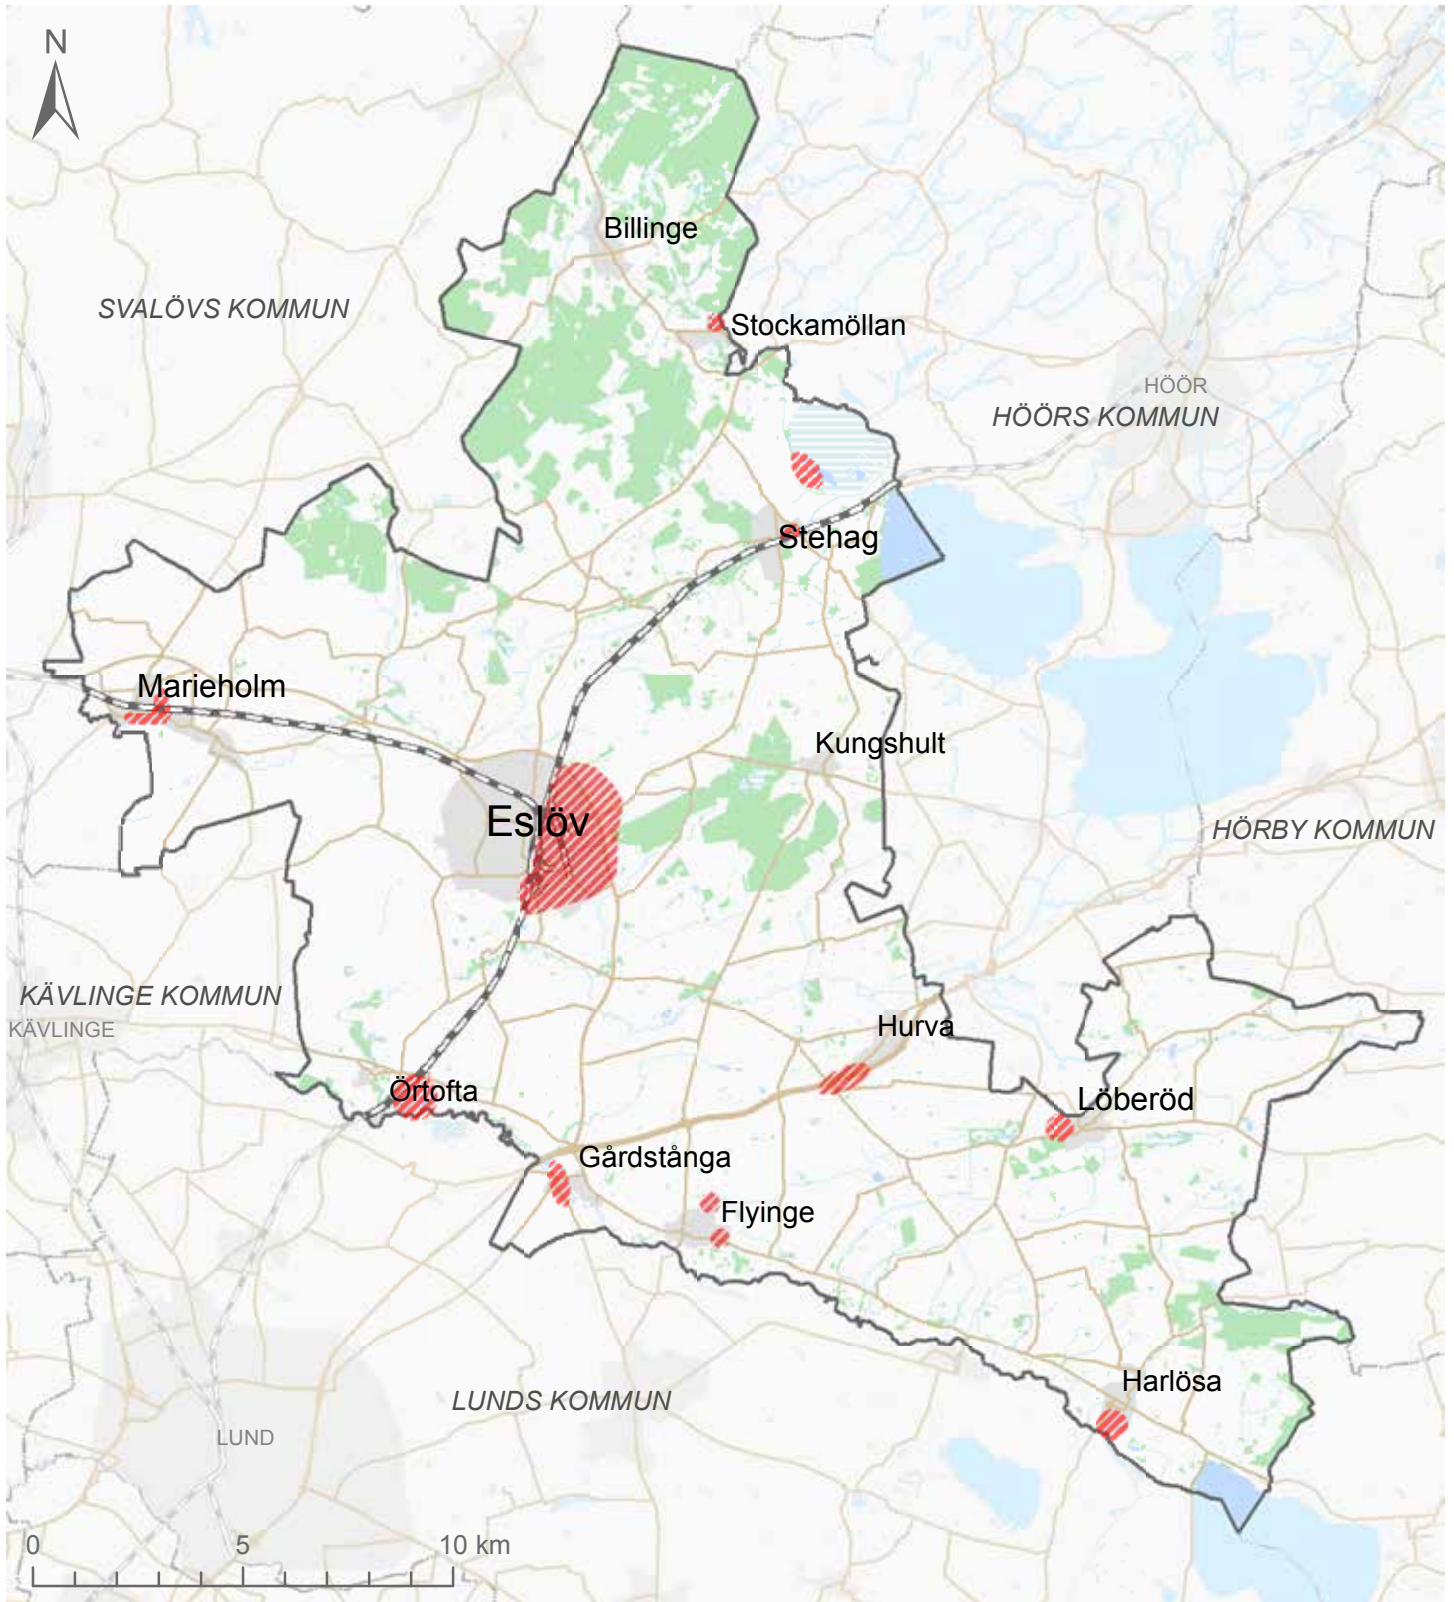 N
Billinge
SVALÖVS KOMMUN
Stockamöllan
HÖÖR
HÖÖRS KOMMUN
Stehag
Marieholm
Kungshult
Eslöv
HÖRBY KOMMUN
KÄVLINGE KOMMUN
KÄVLINGE
Hurva
Örtofta
Löberöd
Gårdstånga
Flyinge
Harlösa
LUNDS KOMMUN
LUND
0 5 10 km